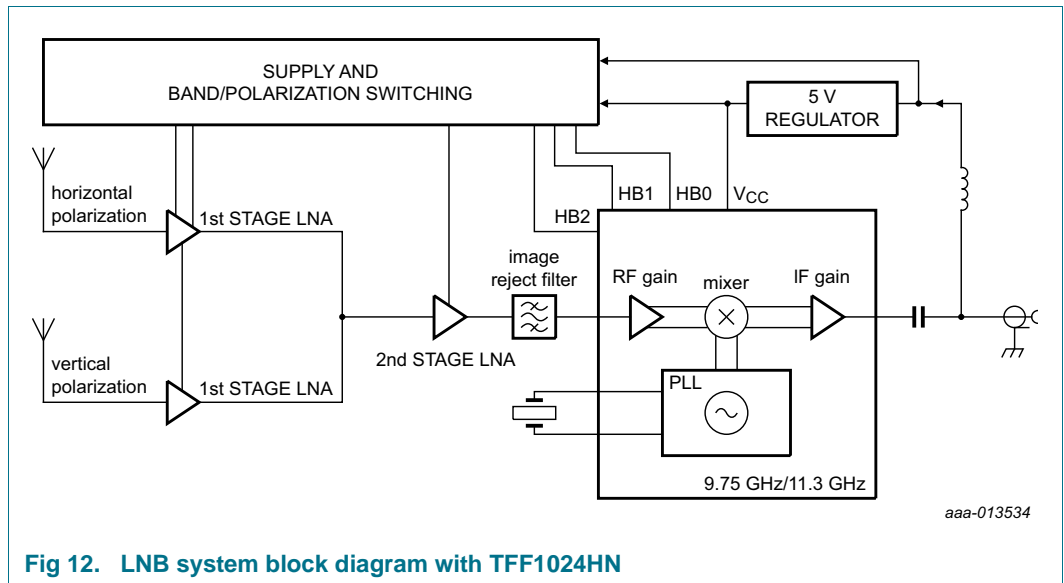 SUPPLY AND
BAND/POLARIZATION SWITCHING
5 V
REGULATOR
horizontal
polarization
1st STAGE LNA
HB2
HB1
HB0
VCC
image
reject filter
RF gain
mixer
IF gain
2nd STAGE LNA
vertical
polarization
1st STAGE LNA
PLL
9.75 GHz/11.3 GHz
aaa-013534
Fig 12. LNB system block diagram with TFF1024HN